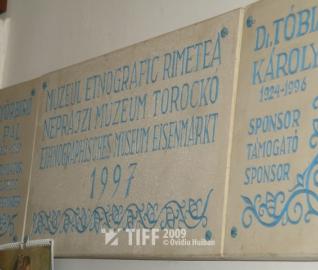 MUZEUL ETNOGRAFIC RIMETEA
NÉPRAJZI MÚZEUM TOROCKÓ
ETHNOGRAPHISCHES MUSEUM EISENMARKT
1997
Dr. TÓBI
KÁROLY
1924-1996
SPONSOR
TÁMOGATÓ
SPONSOR
PÁL
TIFF 2009
© Ovidiu